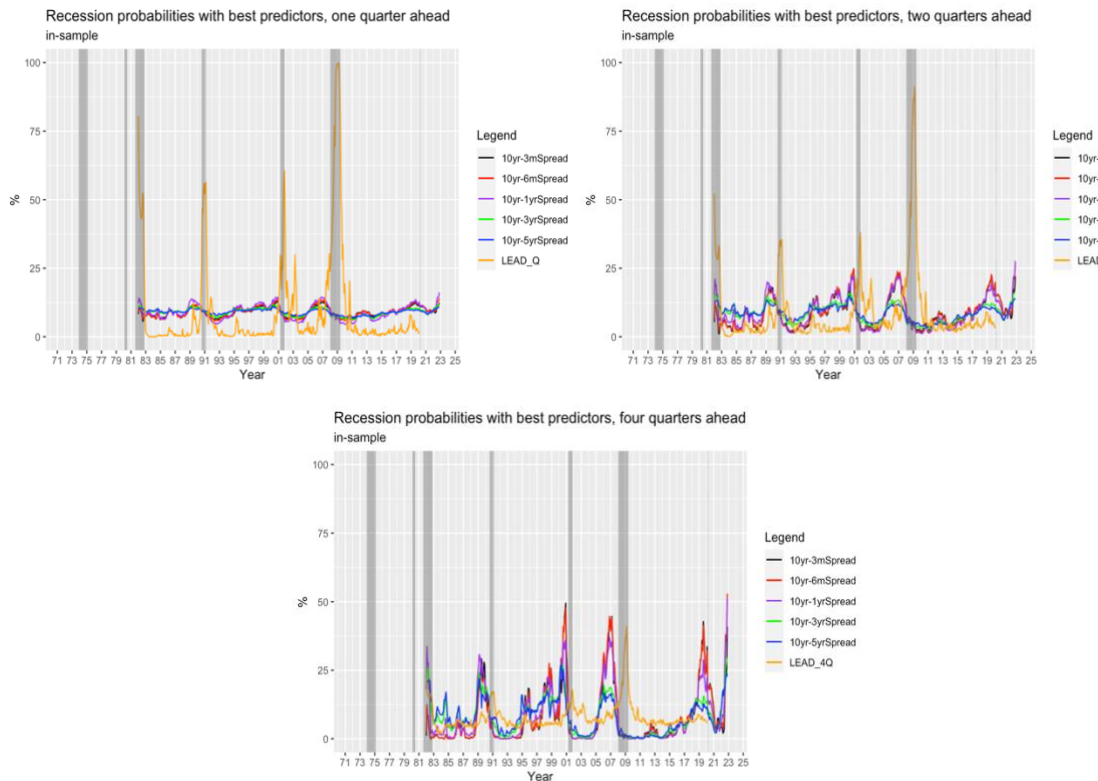 Recession probabilities with best predictors, one quarter ahead
in-sample
100
75
50
25
0
%
71 73 75 77 79 81 83 85 87 89 91 93 95 97 99 01 03 05 07 09 11 13 15 17 19 21 23 25
Year
Legend
10yr-3mSpread
10yr-6mSpread
10yr-1yrSpread
10yr-3yrSpread
10yr-5yrSpread
LEAD_Q
Recession probabilities with best predictors, two quarters ahead
in-sample
100
75
50
25
0
%
71 73 75 77 79 81 83 85 87 89 91 93 95 97 99 01 03 05 07 09 11 13 15 17 19 21 23 25
Year
Legend
10yr-
10yr-
10yr-
10yr-
10yr-
LEAD
Recession probabilities with best predictors, four quarters ahead
in-sample
100
75
50
25
0
%
71 73 75 77 79 81 83 85 87 89 91 93 95 97 99 01 03 05 07 09 11 13 15 17 19 21 23 25
Year
Legend
10yr-3mSpread
10yr-6mSpread
10yr-1yrSpread
10yr-3yrSpread
10yr-5yrSpread
LEAD_4Q